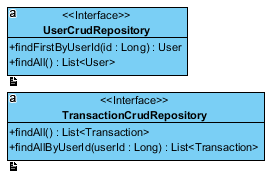 a
<<Interface>>
UserCrudRepository
+findFirstByUserId(id : Long) : User
+findAll() : List<User>
a
<<Interface>>
TransactionCrudRepository
+findAll() : List<Transaction>
+findAllByUserId(userId : Long) : List<Transaction>